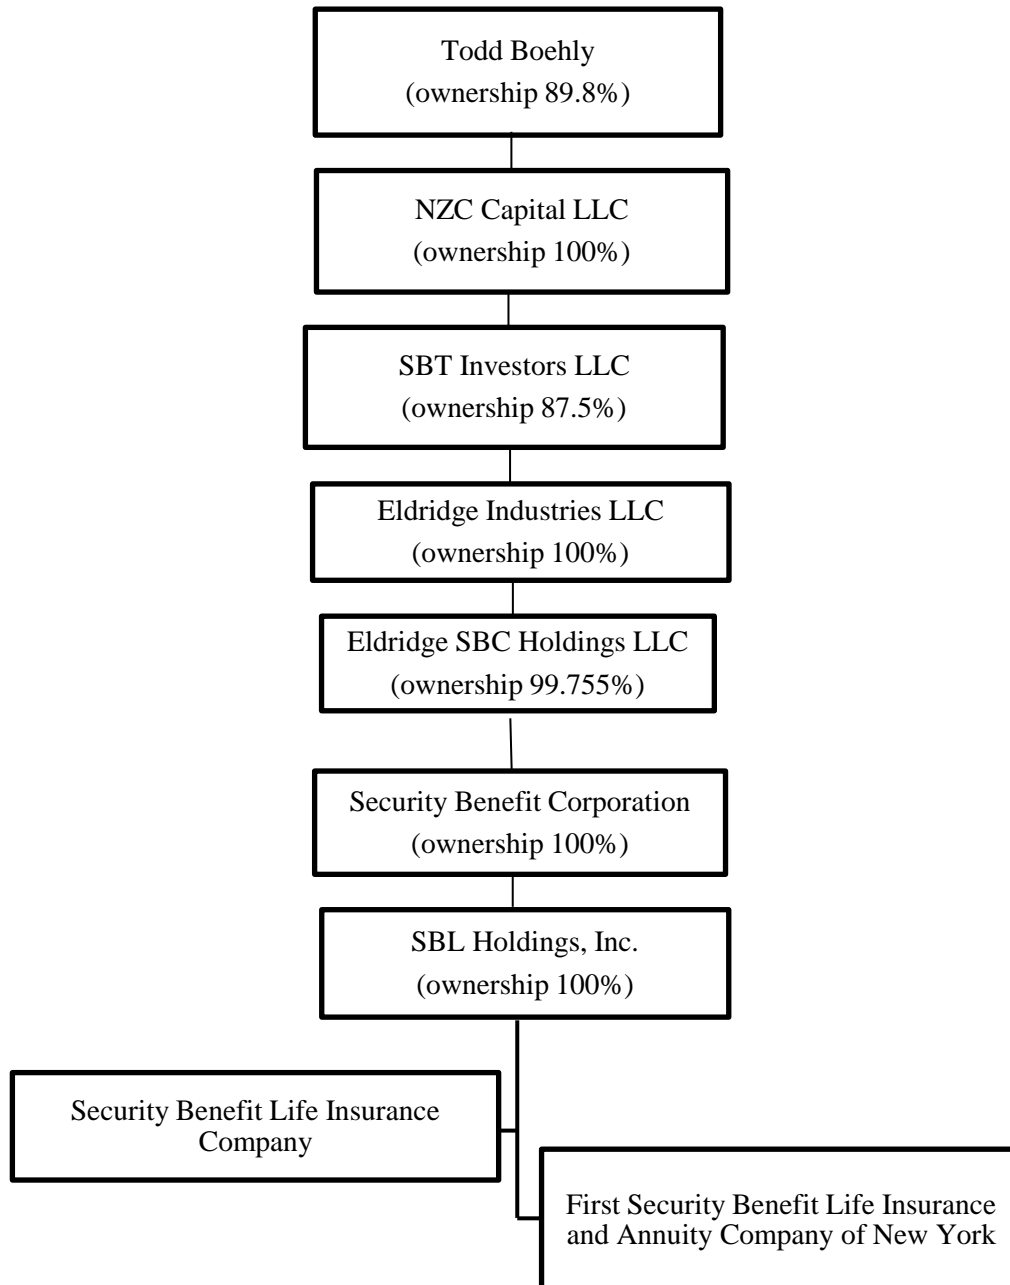 Todd Boehly
(ownership 89.8%)
NZC Capital LLC
(ownership 100%)
SBT Investors LLC
(ownership 87.5%)
Eldridge Industries LLC
(ownership 100%)
Eldridge SBC Holdings LLC
(ownership 99.755%)
Security Benefit Corporation
(ownership 100%)
SBL Holdings, Inc.
(ownership 100%)
Security Benefit Life Insurance
Company
First Security Benefit Life Insurance
and Annuity Company of New York